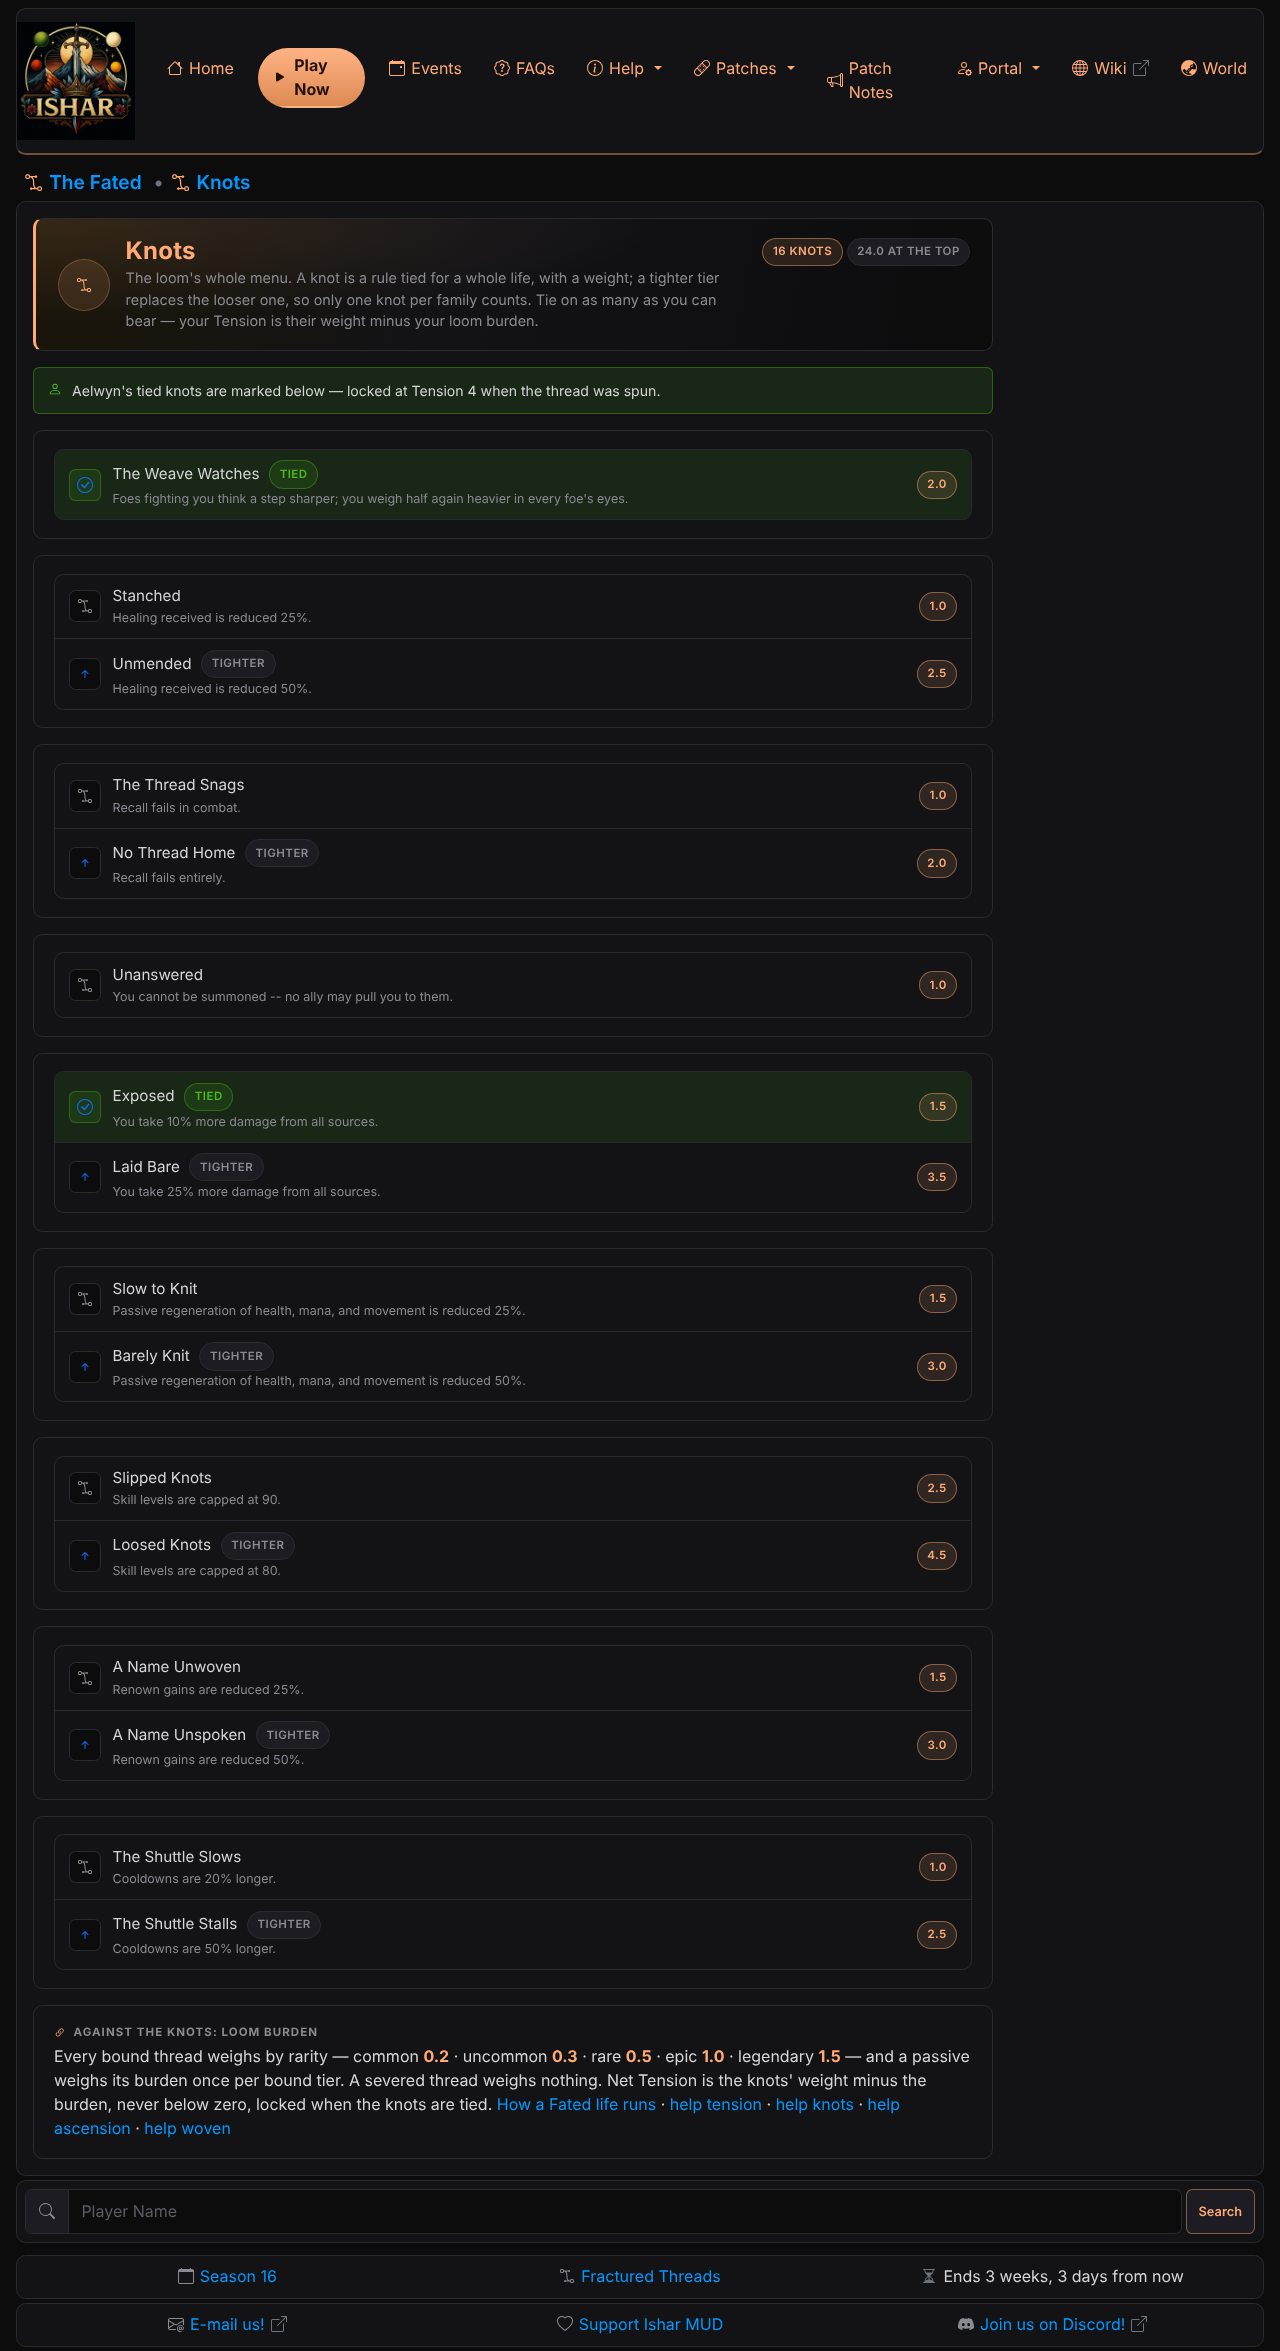 ISHAR
Home
Play
Now
Events
FAQs
Help
Patches
Patch
Notes
Portal
Wiki
World
The Fated • Knots
Knots
16 KNOTS
24.0 AT THE TOP
The loom's whole menu. A knot is a rule tied for a whole life, with a weight; a tighter tier
replaces the looser one, so only one knot per family counts. Tie on as many as you can
bear — your Tension is their weight minus your loom burden.
Aelwyn's tied knots are marked below — locked at Tension 4 when the thread was spun.
The Weave Watches TIED
Foes fighting you think a step sharper; you weigh half again heavier in every foe's eyes.
2.0
Stanched
Healing received is reduced 25%.
1.0
Unmended TIGHTER
Healing received is reduced 50%.
2.5
The Thread Snags
Recall fails in combat.
1.0
No Thread Home TIGHTER
Recall fails entirely.
2.0
Unanswered
You cannot be summoned -- no ally may pull you to them.
1.0
Exposed TIED
You take 10% more damage from all sources.
1.5
Laid Bare TIGHTER
You take 25% more damage from all sources.
3.5
Slow to Knit
Passive regeneration of health, mana, and movement is reduced 25%.
1.5
Barely Knit TIGHTER
Passive regeneration of health, mana, and movement is reduced 50%.
3.0
Slipped Knots
Skill levels are capped at 90.
2.5
Loosed Knots TIGHTER
Skill levels are capped at 80.
4.5
A Name Unwoven
Renown gains are reduced 25%.
1.5
A Name Unspoken TIGHTER
Renown gains are reduced 50%.
3.0
The Shuttle Slows
Cooldowns are 20% longer.
1.0
The Shuttle Stalls TIGHTER
Cooldowns are 50% longer.
2.5
AGAINST THE KNOTS: LOOM BURDEN
Every bound thread weighs by rarity — common 0.2 · uncommon 0.3 · rare 0.5 · epic 1.0 · legendary 1.5 — and a passive
weighs its burden once per bound tier. A severed thread weighs nothing. Net Tension is the knots' weight minus the
burden, never below zero, locked when the knots are tied. How a Fated life runs · help tension · help knots · help
ascension · help woven
Player Name
Search
Season 16
Fractured Threads
Ends 3 weeks, 3 days from now
E-mail us!
Support Ishar MUD
Join us on Discord!